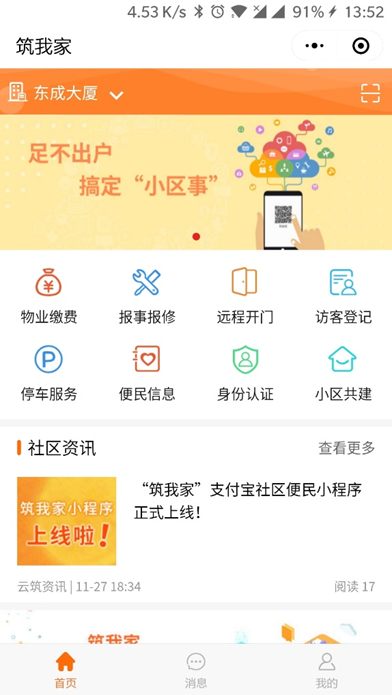 4.53 K/s 81% 13:52
筑我家
东成大厦
足不出户
搞定“小区事”
物业缴费 报事报修 远程开门 访客登记
停车服务 便民信息 身份认证 小区共建
社区资讯 查看更多
筑我家小程序
上线啦！
“筑我家”支付宝社区便民小程序
正式上线！
云筑资讯 | 11-27 18:34 阅读 17
筑我家
首页 消息 我的